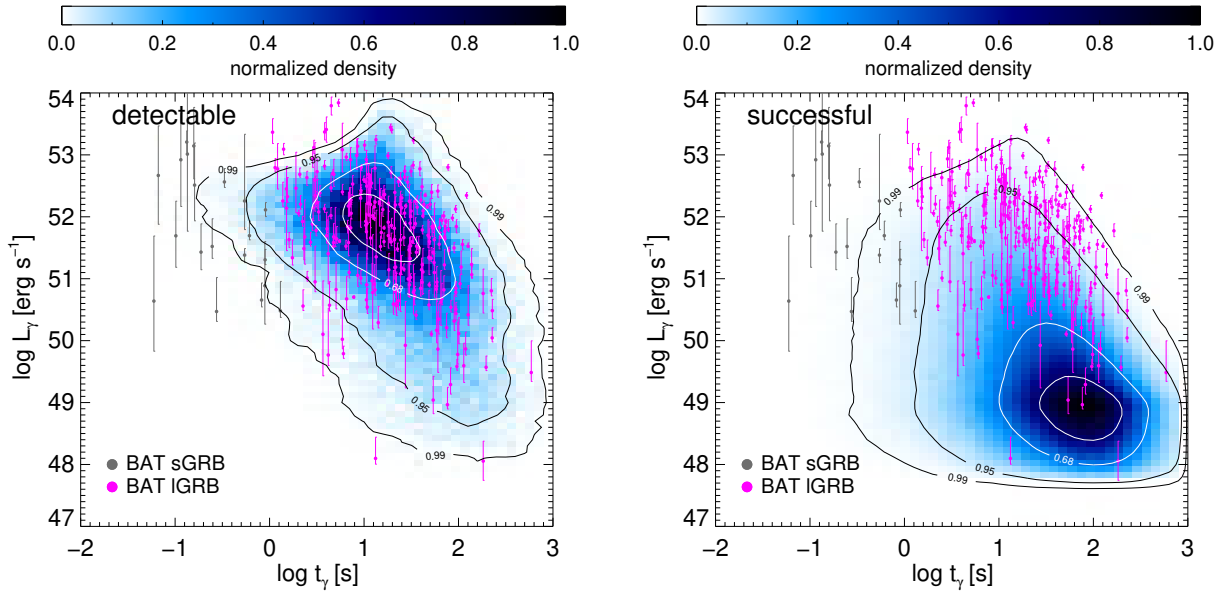 0.0 0.2 0.4 0.6 0.8 1.0
normalized density
detectable
54
53
52
51
50
49
48
47
log Lγ [erg s⁻¹]
0.99
0.95
0.99
0.68
0.95
0.99
BAT sGRB
BAT lGRB
−2 −1 0 1 2 3
log tγ [s]
0.0 0.2 0.4 0.6 0.8 1.0
normalized density
successful
54
53
52
51
50
49
48
47
log Lγ [erg s⁻¹]
0.99
0.95
0.99
0.68
0.95
0.99
BAT sGRB
BAT lGRB
−2 −1 0 1 2 3
log tγ [s]